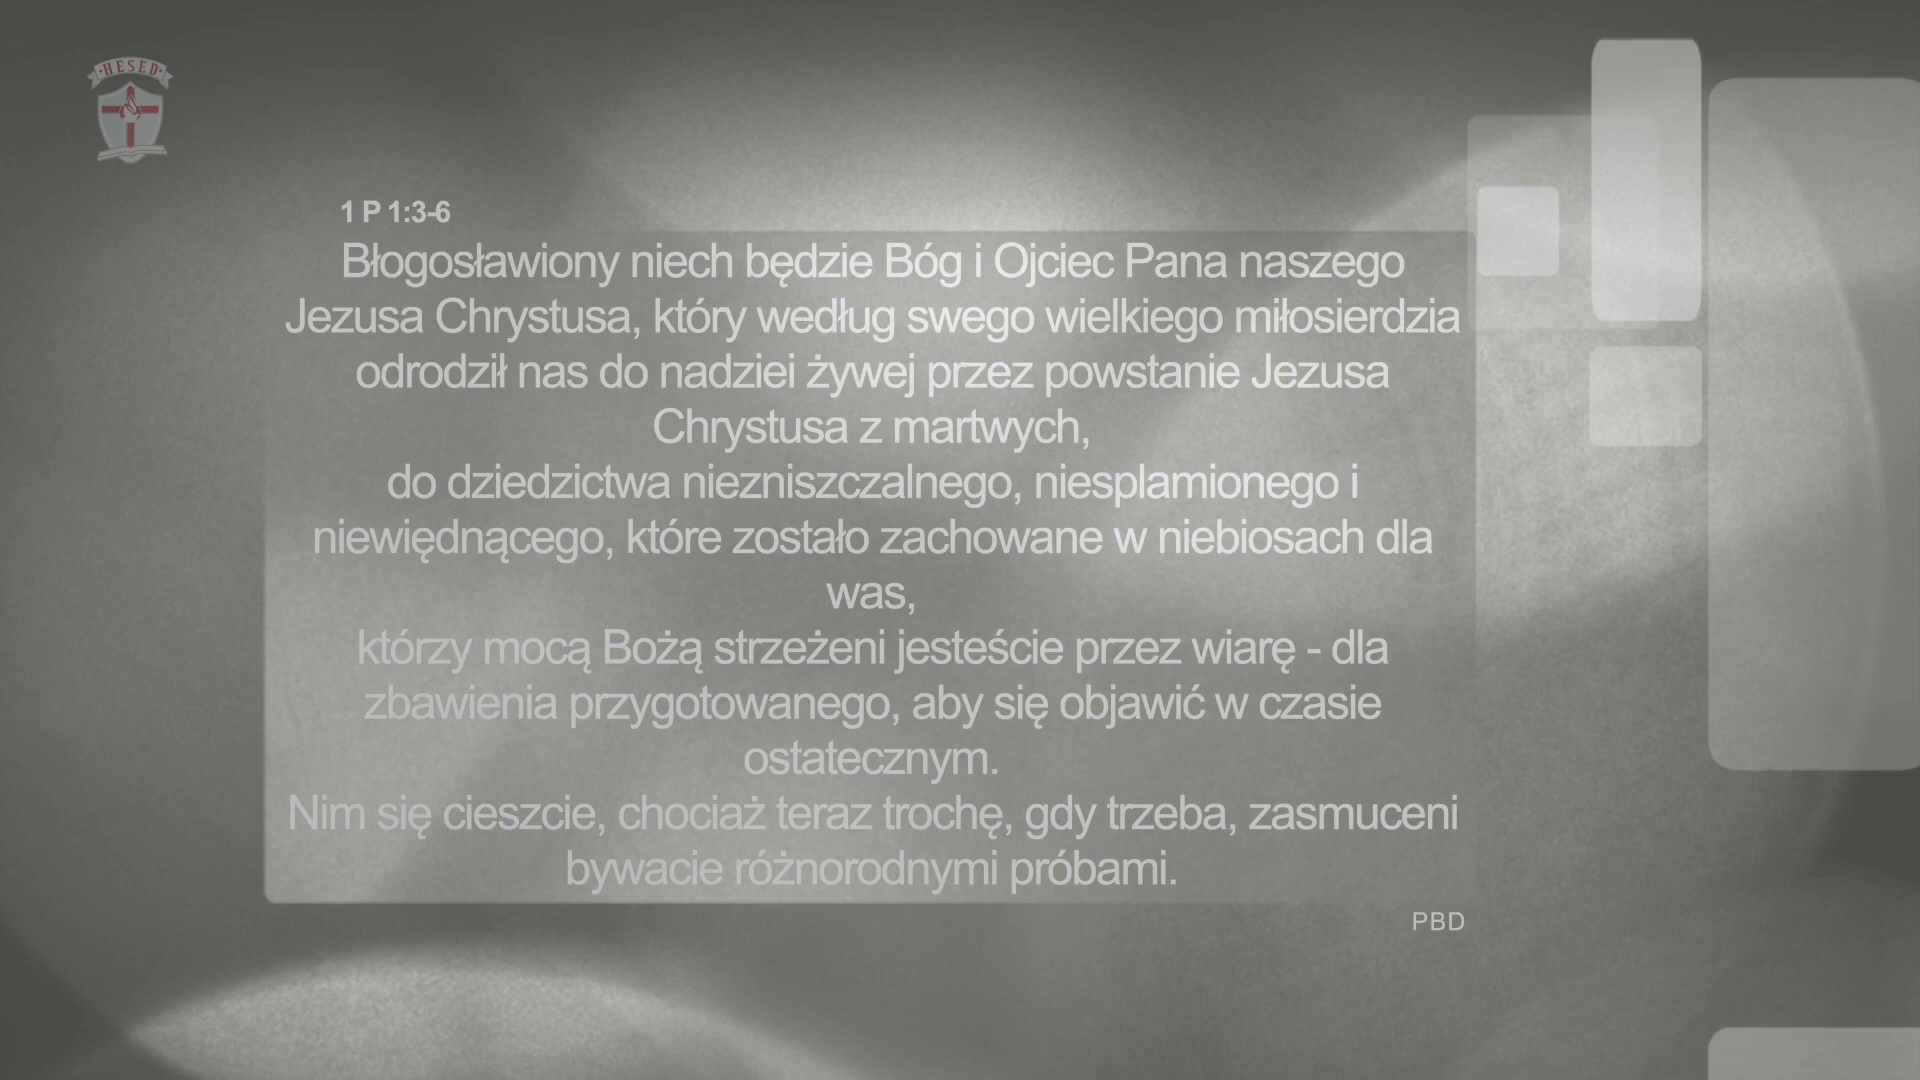 HESED
1 P 1:3-6
Błogosławiony niech będzie Bóg i Ojciec Pana naszego
Jezusa Chrystusa, który według swego wielkiego miłosierdzia
odrodził nas do nadziei żywej przez powstanie Jezusa
Chrystusa z martwych,
do dziedzictwa niezniszczalnego, niesplamionego i
niewiędnącego, które zostało zachowane w niebiosach dla
was,
którzy mocą Bożą strzeżeni jesteście przez wiarę - dla
zbawienia przygotowanego, aby się objawić w czasie
ostatecznym.
Nim się cieszcie, chociaż teraz trochę, gdy trzeba, zasmuceni
bywacie różnorodnymi próbami.
PBD